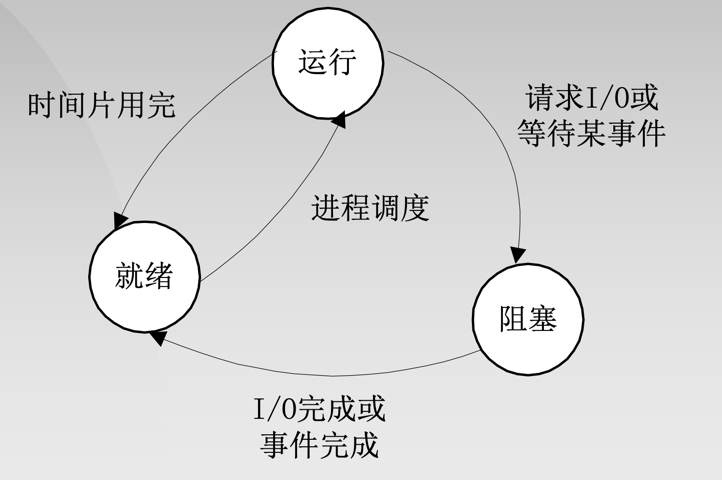 运行
时间片用完
请求I/O或
等待某事件
进程调度
就绪
阻塞
I/O完成或
事件完成